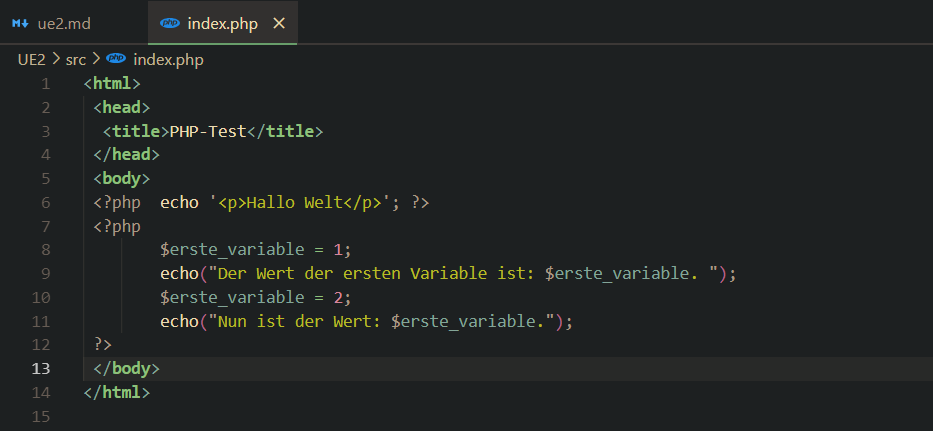 ue2.md php index.php ×
UE2 > src > php index.php
1 <html>
2 <head>
3 <title>PHP-Test</title>
4 </head>
5 <body>
6 <?php  echo '<p>Hallo Welt</p>'; ?>
7 <?php
8 $erste_variable = 1;
9 echo("Der Wert der ersten Variable ist: $erste_variable. ");
10 $erste_variable = 2;
11 echo("Nun ist der Wert: $erste_variable.");
12 ?>
13 </body>
14 </html>
15